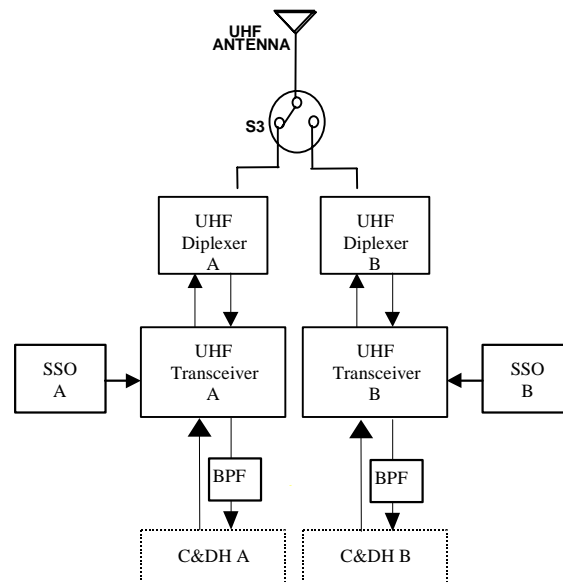 UHF
ANTENNA
S3
UHF
Diplexer
A
UHF
Diplexer
B
SSO
A
UHF
Transceiver
A
UHF
Transceiver
B
SSO
B
BPF
BPF
C&DH A
C&DH B